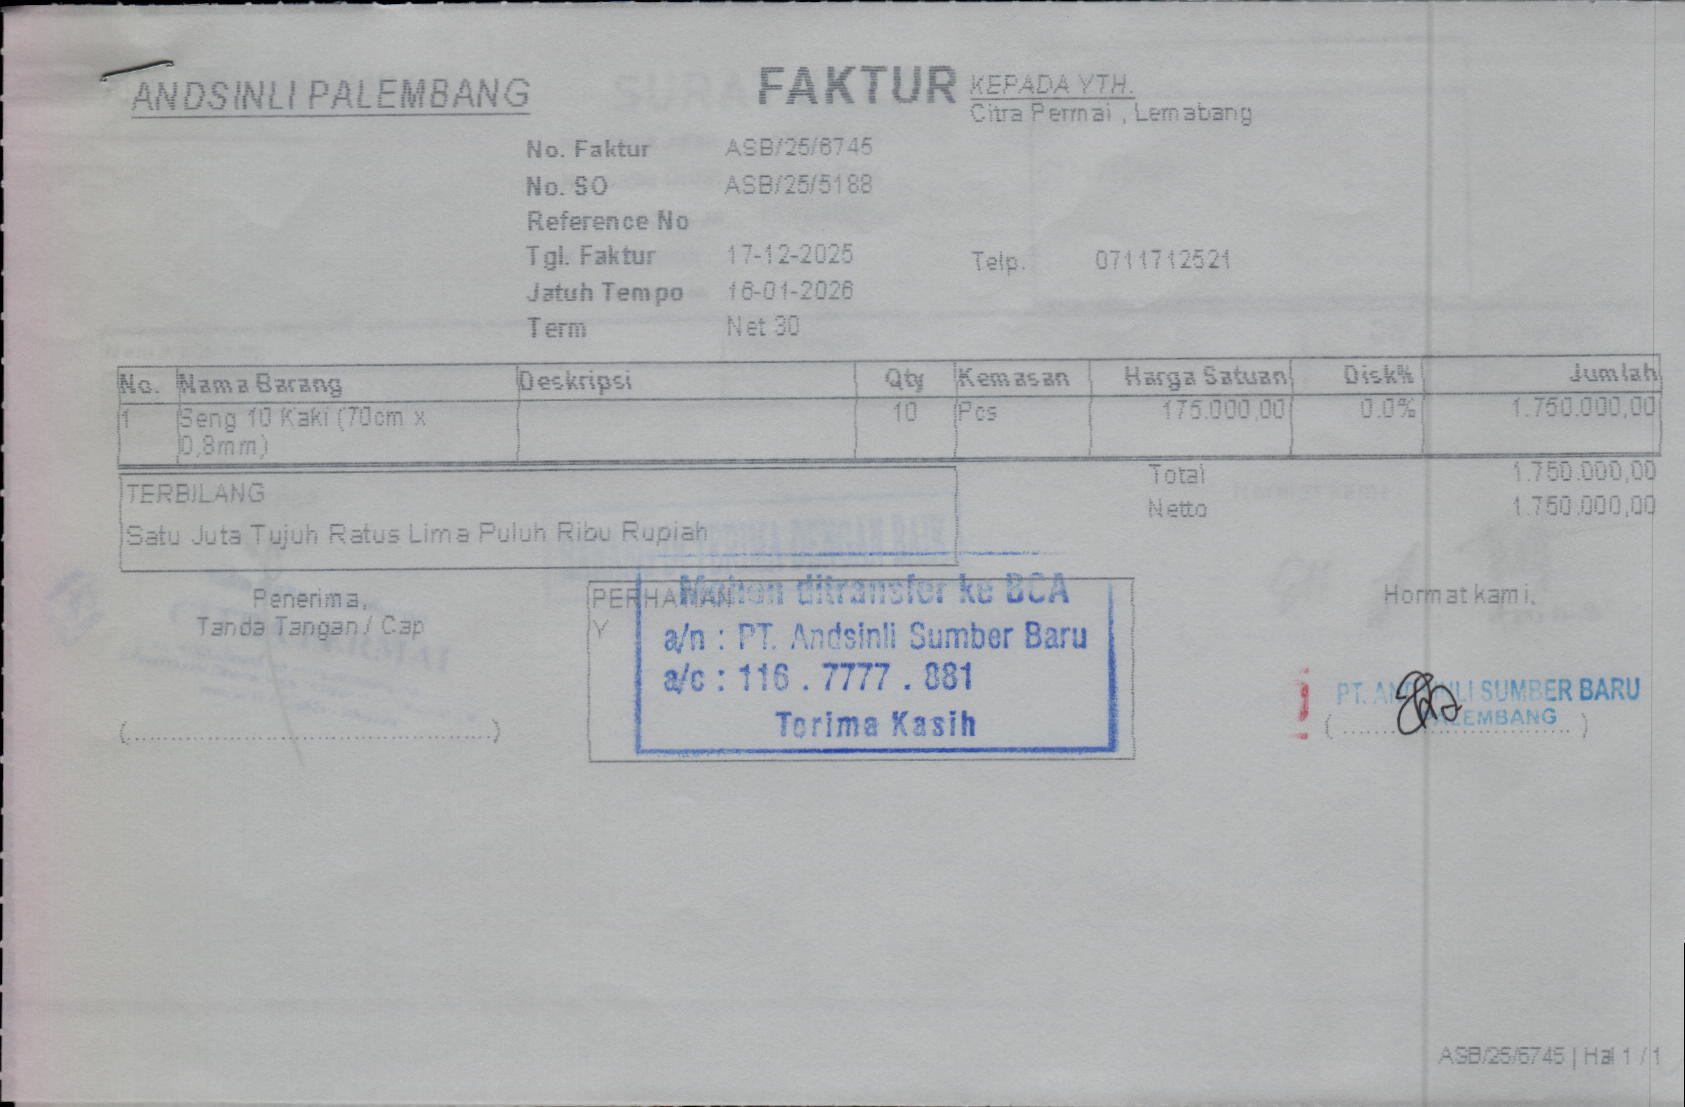 ANDSINLI PALEMBANG
FAKTUR
KEPADA YTH.
Citra Permai , Lemabang
No. Faktur ASB/25/6745
No. SO ASB/25/5188
Reference No
Tgl. Faktur 17-12-2025
Telp. 0711712521
Jatuh Tempo 16-01-2026
Term Net 30
No. Nama Barang Deskripsi Qty Kemasan Harga Satuan Disk% Jumlah
1 Seng 10 Kaki (70cm x 10 Pcs 175.000,00 0.0% 1.750.000,00
0,8mm)
Total 1.750.000,00
TERBILANG
Netto 1.750.000,00
Satu Juta Tujuh Ratus Lima Puluh Ribu Rupiah
Penerima,
Tanda Tangan / Cap
(........................................)
PERHATIAN
Y
Mohon ditransfer ke BCA
a/n : PT. Andsinli Sumber Baru
a/c : 116 . 7777 . 881
Terima Kasih
Hormat kami,
PT. ANDSINLI SUMBER BARU
PALEMBANG
(..............................)
ASB/25/6745 | Hal 1 / 1